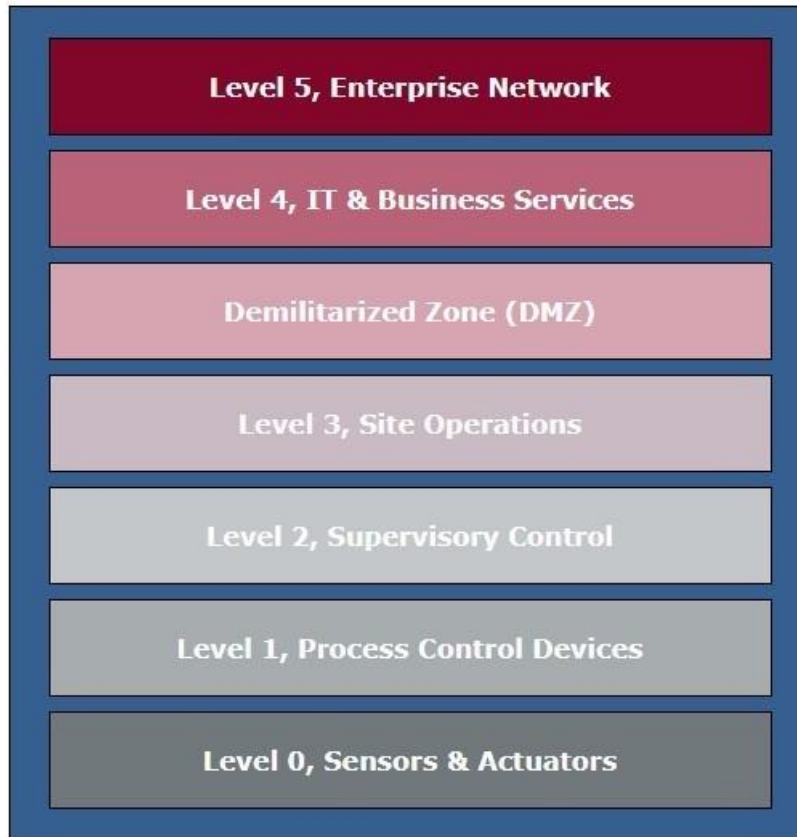 Level 5, Enterprise Network
Level 4, IT & Business Services
Demilitarized Zone (DMZ)
Level 3, Site Operations
Level 2, Supervisory Control
Level 1, Process Control Devices
Level 0, Sensors & Actuators